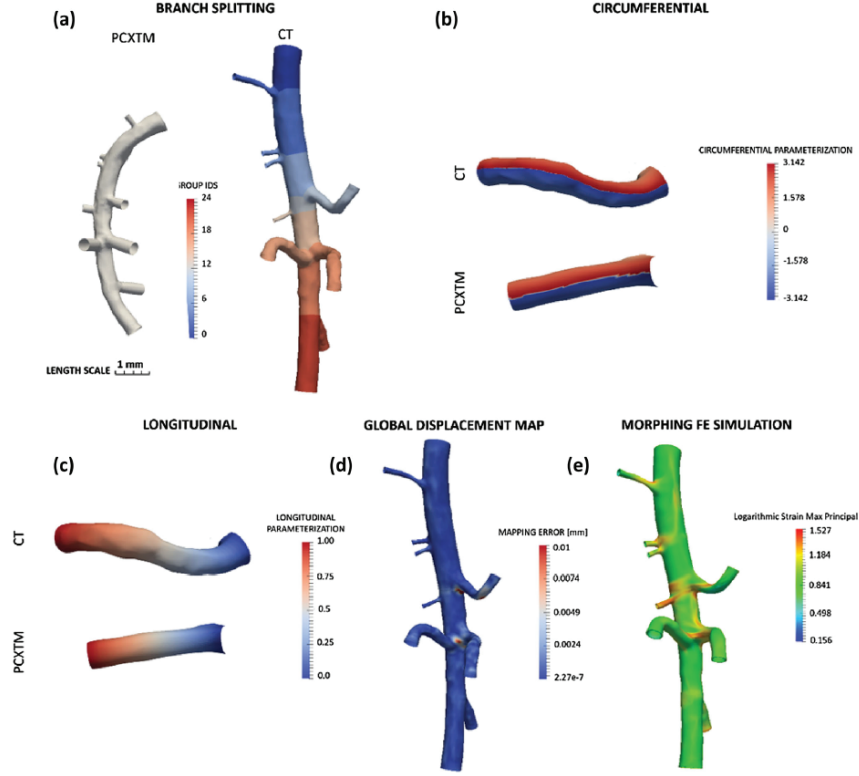 BRANCH SPLITTING
CIRCUMFERENTIAL
(a)
(b)
PCXTM
CT
GROUP IDS
24
18
12
6
0
LENGTH SCALE
1 mm
CT
PCXTM
CIRCUMFERENTIAL PARAMETERIZATION
3.142
1.578
0
-1.578
-3.142
LONGITUDINAL
GLOBAL DISPLACEMENT MAP
MORPHING FE SIMULATION
(c)
(d)
(e)
CT
PCXTM
LONGITUDINAL
PARAMETERIZATION
1.00
0.75
0.5
0.25
0.0
MAPPING ERROR [mm]
0.01
0.0074
0.0049
0.0024
2.27e-7
Logarithmic Strain Max Principal
1.527
1.184
0.841
0.498
0.156